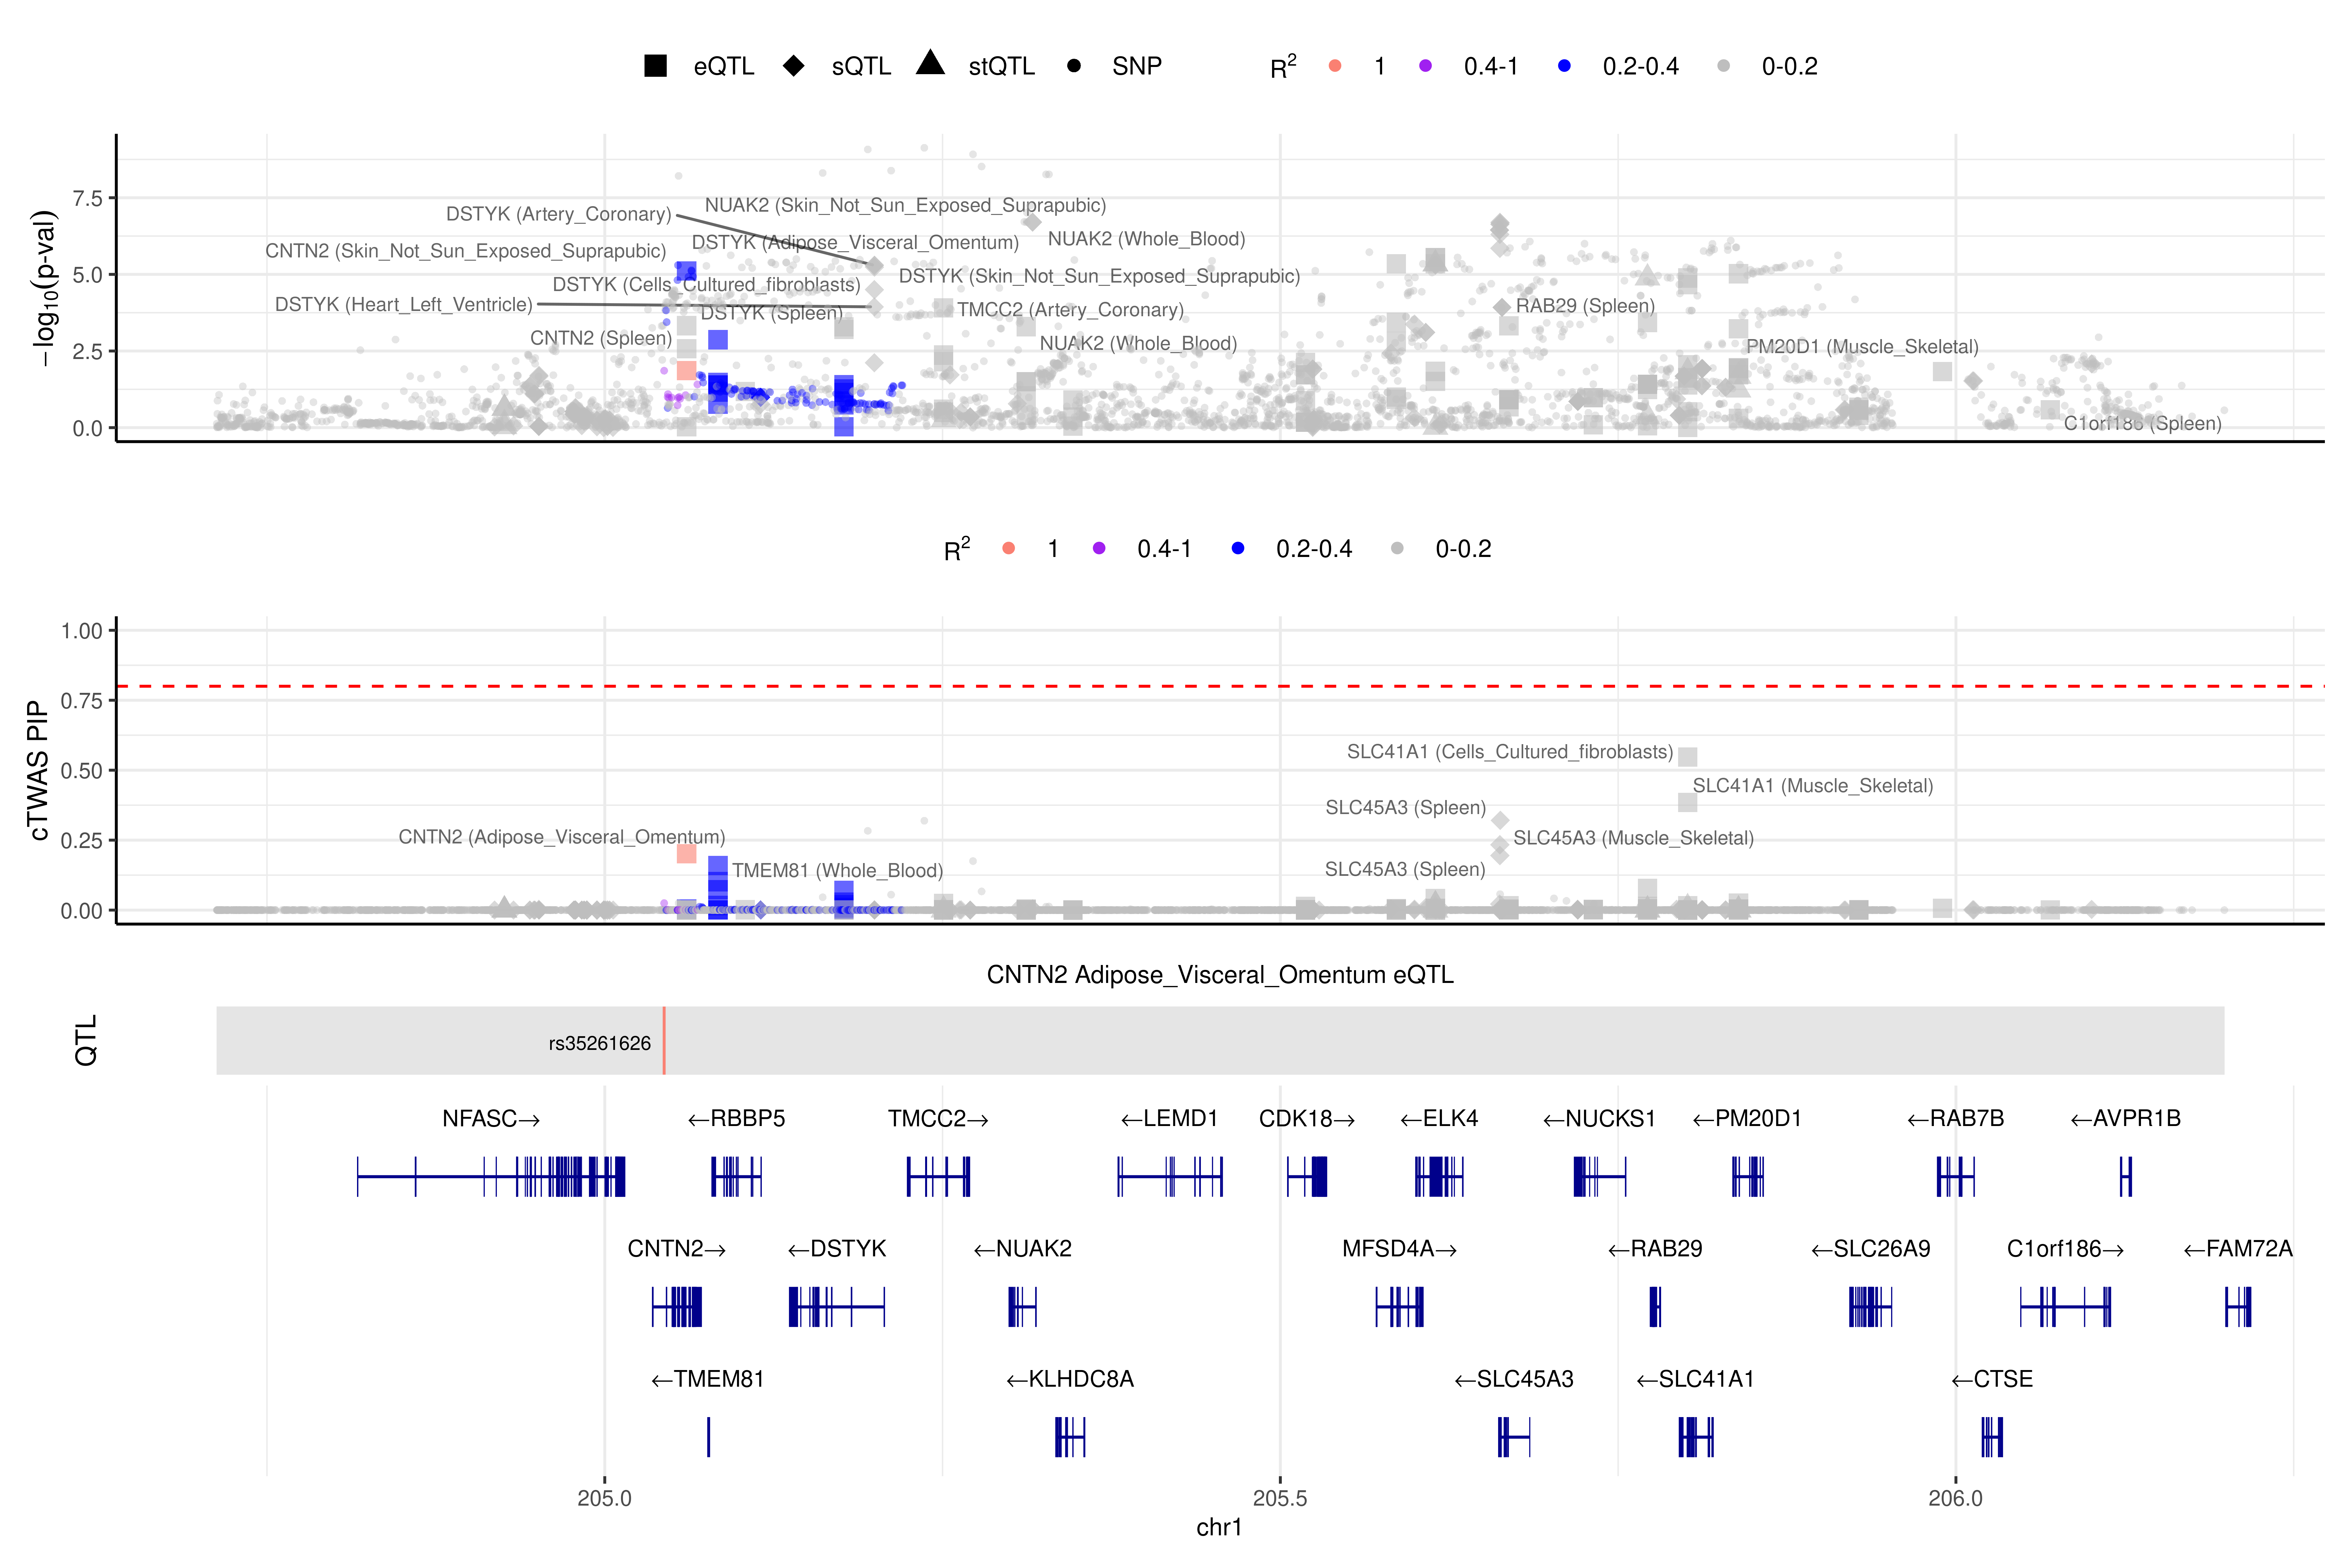 eQTL sQTL stQTL SNP R² 1 0.4-1 0.2-0.4 0-0.2
−log10(p-val)
7.5
5.0
2.5
0.0
NUAK2 (Skin_Not_Sun_Exposed_Suprapubic)
DSTYK (Artery_Coronary)
NUAK2 (Whole_Blood)
DSTYK (Adipose_Visceral_Omentum)
CNTN2 (Skin_Not_Sun_Exposed_Suprapubic)
DSTYK (Skin_Not_Sun_Exposed_Suprapubic)
DSTYK (Cells_Cultured_fibroblasts)
DSTYK (Heart_Left_Ventricle)
RAB29 (Spleen)
TMCC2 (Artery_Coronary)
DSTYK (Spleen)
CNTN2 (Spleen)
NUAK2 (Whole_Blood)
PM20D1 (Muscle_Skeletal)
C1orf186 (Spleen)
R² 1 0.4-1 0.2-0.4 0-0.2
cTWAS PIP
1.00
0.75
0.50
0.25
0.00
SLC41A1 (Cells_Cultured_fibroblasts)
SLC41A1 (Muscle_Skeletal)
SLC45A3 (Spleen)
CNTN2 (Adipose_Visceral_Omentum)
SLC45A3 (Muscle_Skeletal)
TMEM81 (Whole_Blood)
SLC45A3 (Spleen)
CNTN2 Adipose_Visceral_Omentum eQTL
QTL
rs35261626
NFASC→ ←RBBP5 TMCC2→ ←LEMD1 CDK18→ ←ELK4 ←NUCKS1 ←PM20D1 ←RAB7B ←AVPR1B
CNTN2→ ←DSTYK ←NUAK2 MFSD4A→ ←RAB29 ←SLC26A9 C1orf186→ ←FAM72A
←TMEM81 ←KLHDC8A ←SLC45A3 ←SLC41A1 ←CTSE
205.0 205.5 206.0
chr1